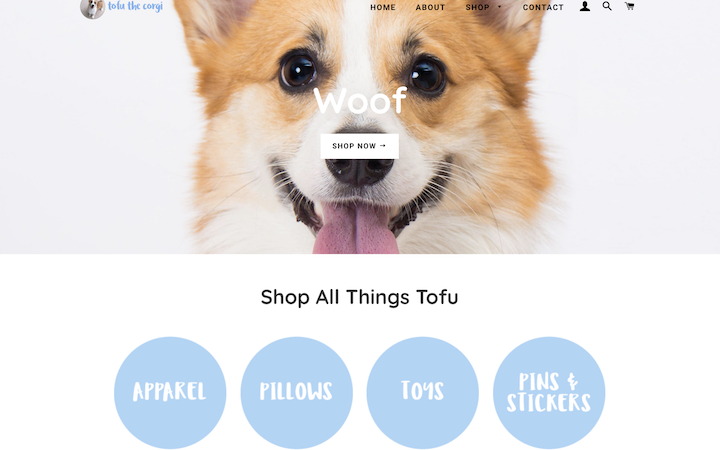 tofu the corgi
HOME ABOUT SHOP CONTACT
Woof
SHOP NOW →
Shop All Things Tofu
APPAREL
PILLOWS
TOYS
PINS &
STICKERS